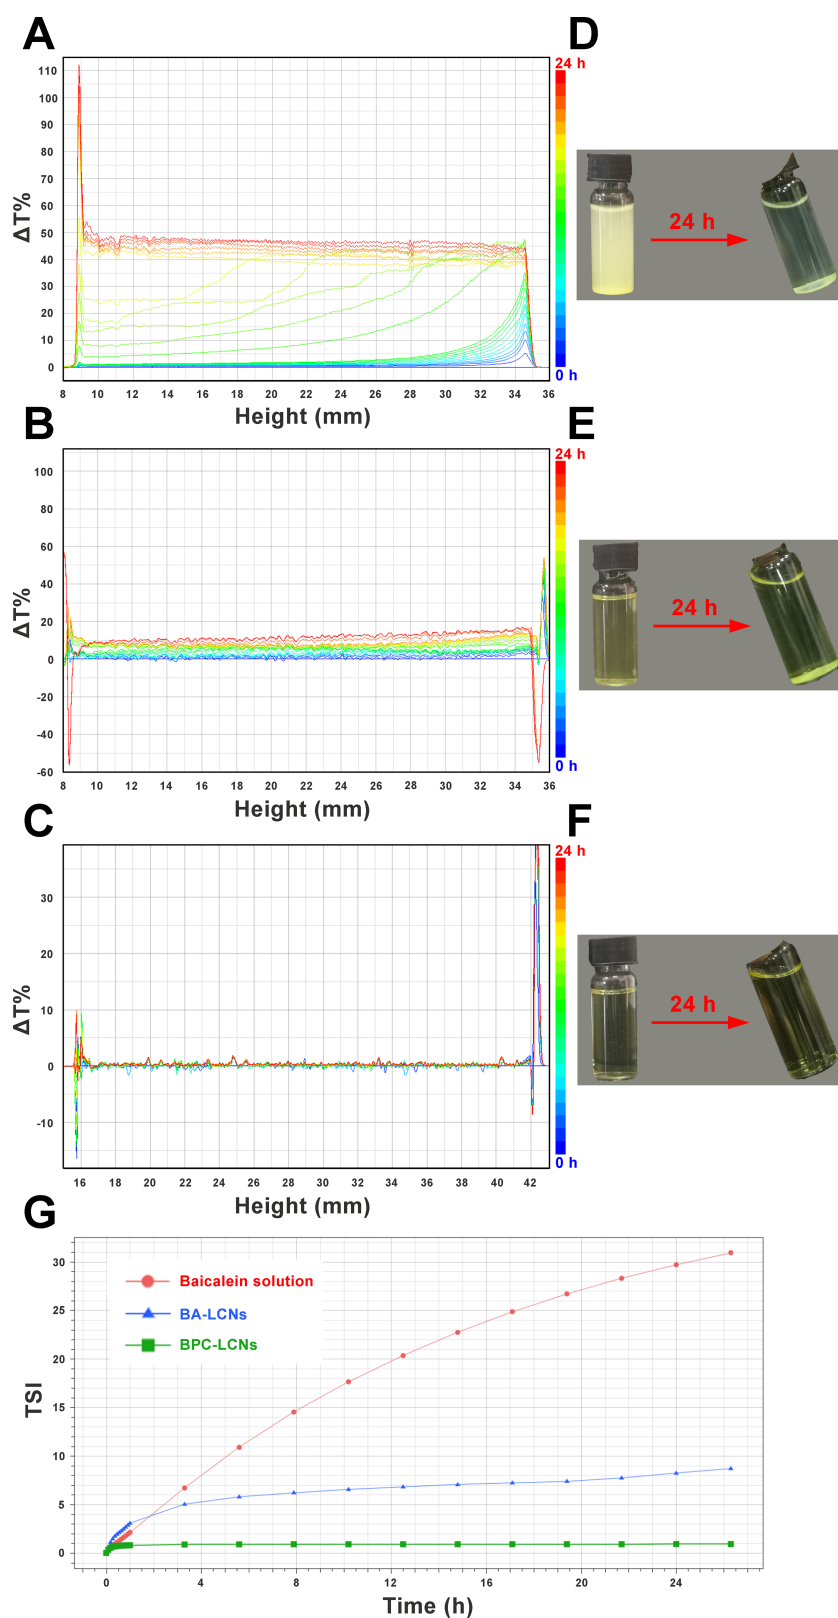 A
D
24 h
110
100
90
80
70
60
50
40
30
20
10
0
ΔT%
0 h
8 10 12 14 16 18 20 22 24 26 28 30 32 34 36
Height (mm)
24 h
B
E
24 h
100
80
60
40
20
0
-20
-40
-60
ΔT%
0 h
8 10 12 14 16 18 20 22 24 26 28 30 32 34 36
Height (mm)
24 h
C
F
24 h
30
20
10
0
-10
ΔT%
0 h
16 18 20 22 24 26 28 30 32 34 36 38 40 42
Height (mm)
24 h
G
30
25
20
15
10
5
0
TSI
Baicalein solution
BA-LCNs
BPC-LCNs
0 4 8 12 16 20 24
Time (h)